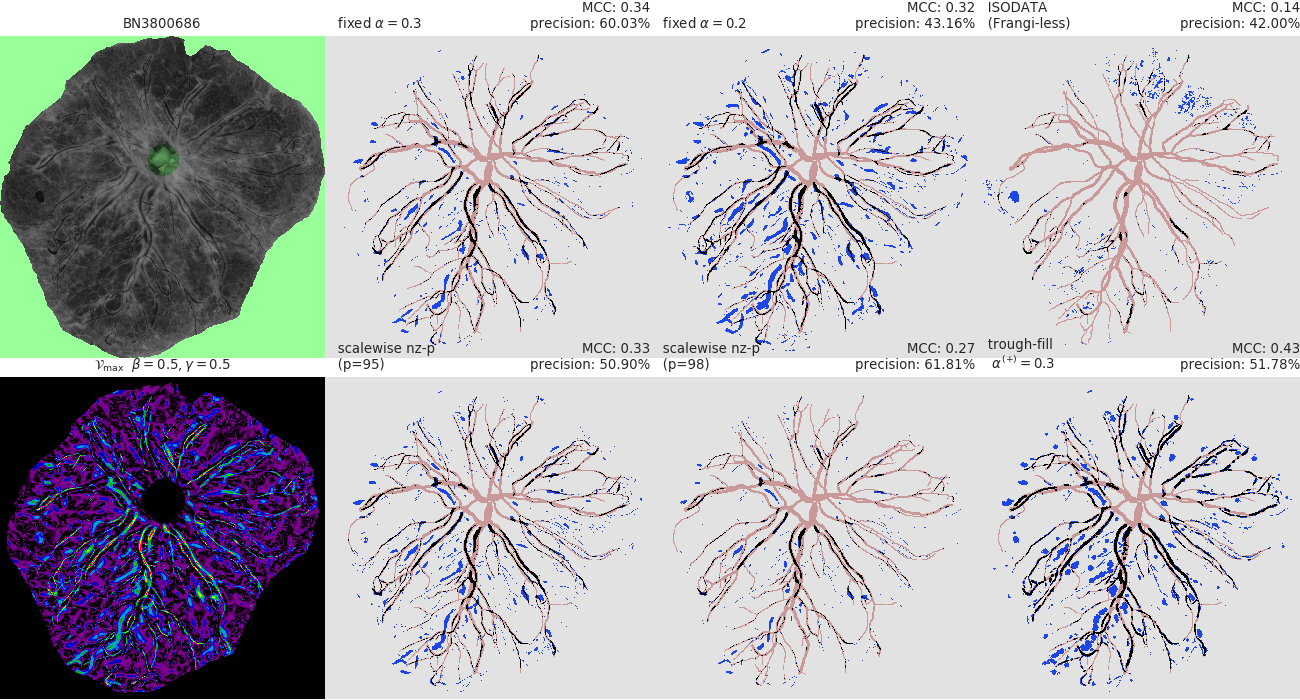 BN3800686
fixed α = 0.3
MCC: 0.34
precision: 60.03%
fixed α = 0.2
MCC: 0.32
precision: 43.16%
ISODATA
(Frangi-less)
MCC: 0.14
precision: 42.00%
𝒱max β = 0.5, γ = 0.5
scalewise nz-p
(p=95)
MCC: 0.33
precision: 50.90%
scalewise nz-p
(p=98)
MCC: 0.27
precision: 61.81%
trough-fill
α(+) = 0.3
MCC: 0.43
precision: 51.78%